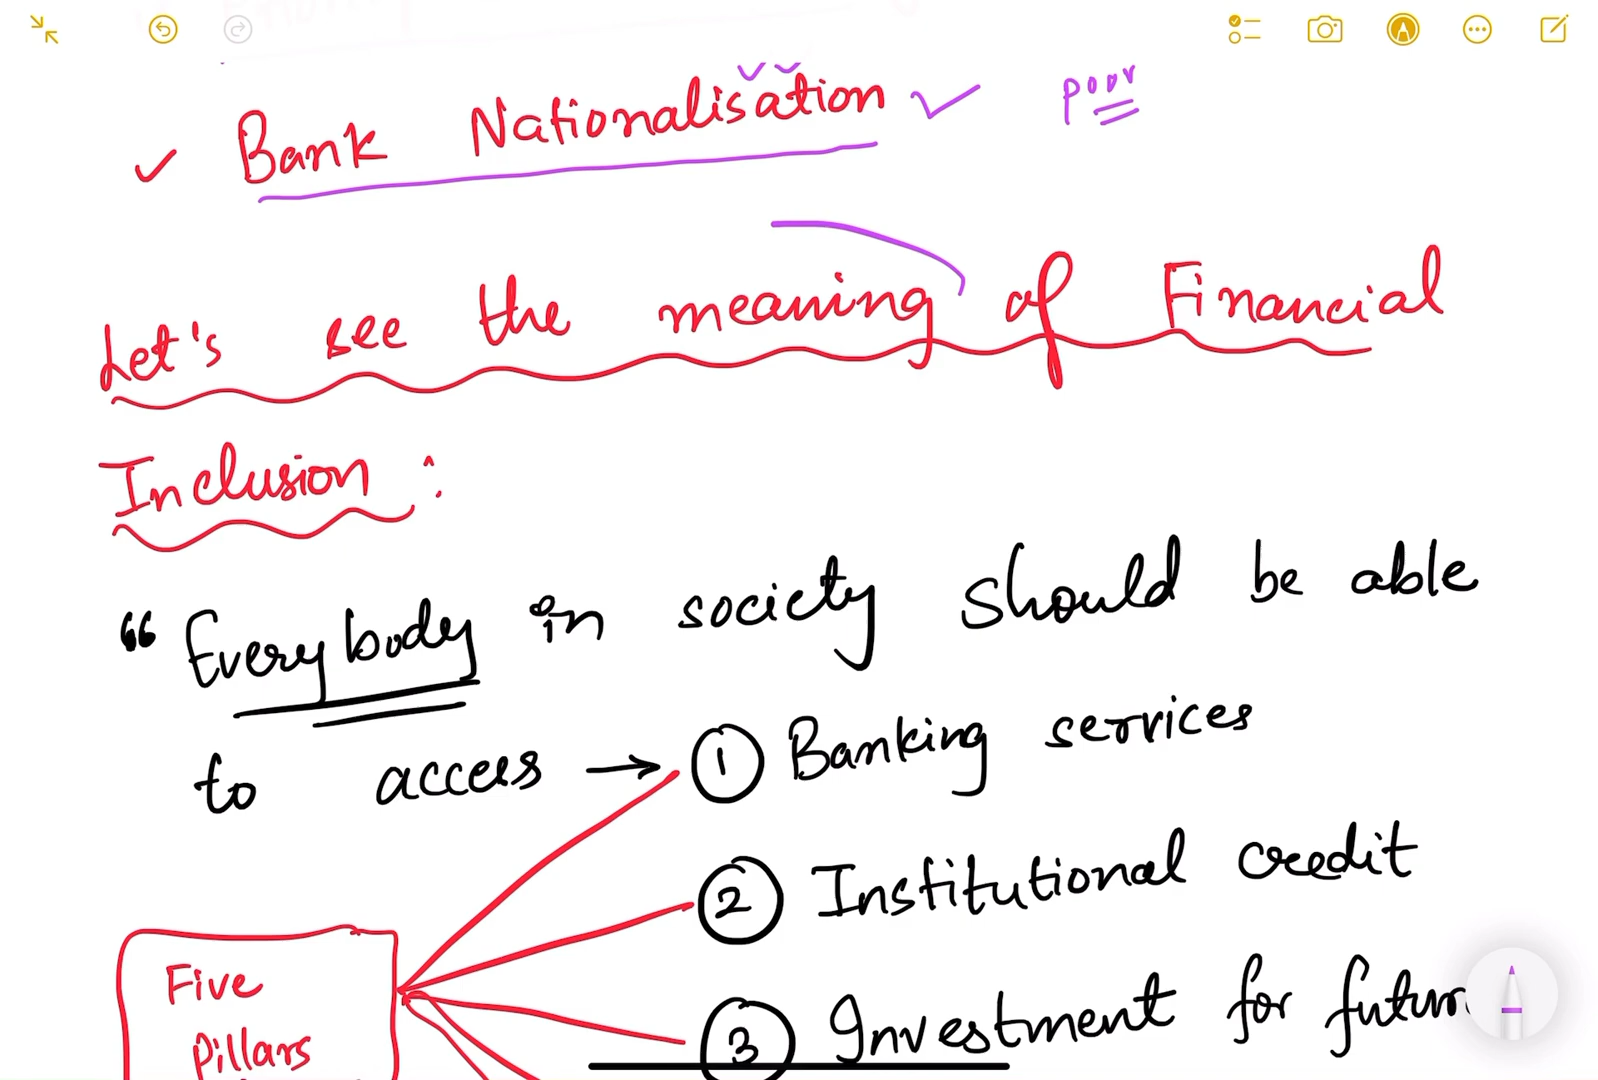 Bank Nationalisation poor
Let's see the meaning of Financial
Inclusion :
“ Everybody in society should be able
to access → ① Banking services
② Institutional credit
Five
③ Investment for futur
Pillars